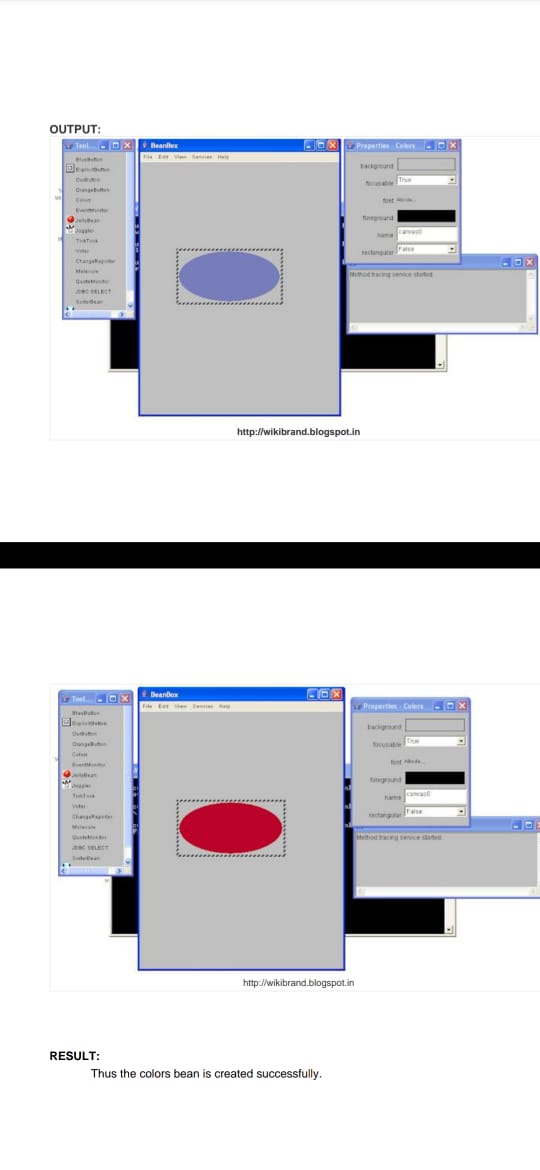 OUTPUT:
Tool...
BlueButton
ExplicitButton
OurButton
OrangeButton
Colors
EventMonitor
JellyBean
Juggler
TickTock
Voter
ChangeReporter
Molecule
QuoteMonitor
JDBC SELECT
SorterBean
BeanBox
File Edit View Services Help
Properties - Colors
background
focusable True
font Abcde...
foreground
name canvas0
rectangular False
Method tracing service started.
http://wikibrand.blogspot.in
Tool...
BlueButton
ExplicitButton
OurButton
OrangeButton
Colors
EventMonitor
JellyBean
Juggler
TickTock
Voter
ChangeReporter
Molecule
QuoteMonitor
JDBC SELECT
SorterBean
BeanBox
File Edit View Services Help
Properties - Colors
background
focusable True
font Abcde...
foreground
name canvas0
rectangular False
Method tracing service started.
http://wikibrand.blogspot.in
RESULT:
Thus the colors bean is created successfully.